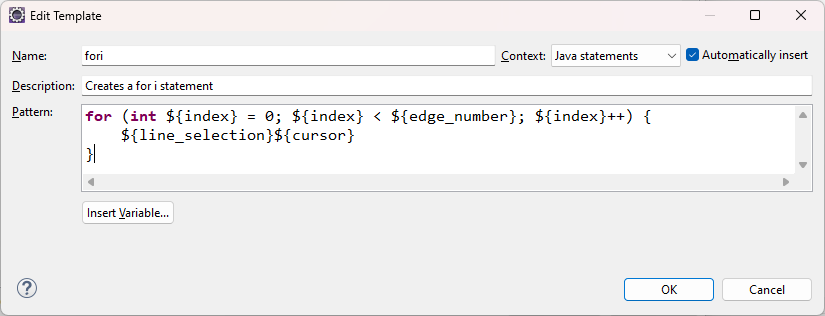 Edit Template
Name: fori Context: Java statements Automatically insert
Description: Creates a for i statement
Pattern: for (int ${index} = 0; ${index} < ${edge_number}; ${index}++) {
${line_selection}${cursor}
}
Insert Variable...
? OK Cancel